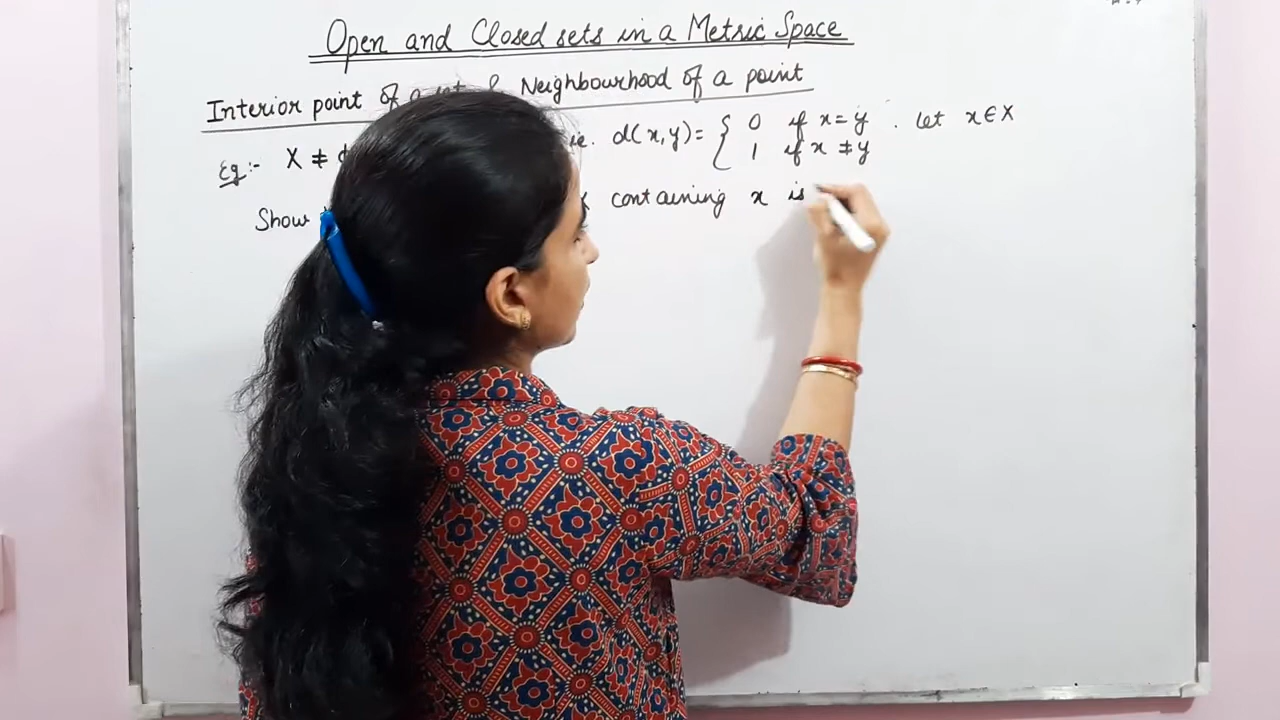 Open and Closed sets in a Metric Space
Interior point of a Neighbourhood of a point
Eg:- X ≠ i.e. d(x,y)= { 0 if x=y . Let x∈X
1 if x ≠y
Show containing x is